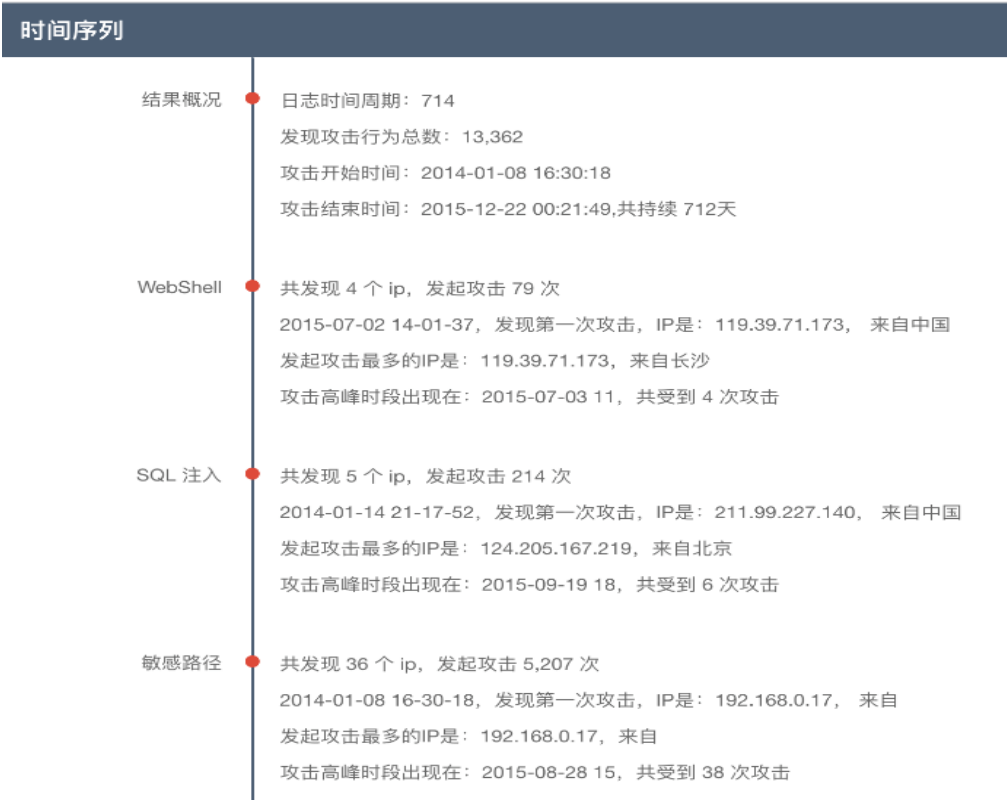 时间序列
结果概况
日志时间周期：714
发现攻击行为总数：13,362
攻击开始时间：2014-01-08 16:30:18
攻击结束时间：2015-12-22 00:21:49,共持续 712天
WebShell
共发现 4 个 ip，发起攻击 79 次
2015-07-02 14-01-37，发现第一次攻击，IP是：119.39.71.173， 来自中国
发起攻击最多的IP是：119.39.71.173，来自长沙
攻击高峰时段出现在：2015-07-03 11，共受到 4 次攻击
SQL 注入
共发现 5 个 ip，发起攻击 214 次
2014-01-14 21-17-52，发现第一次攻击，IP是：211.99.227.140， 来自中国
发起攻击最多的IP是：124.205.167.219，来自北京
攻击高峰时段出现在：2015-09-19 18，共受到 6 次攻击
敏感路径
共发现 36 个 ip，发起攻击 5,207 次
2014-01-08 16-30-18，发现第一次攻击，IP是：192.168.0.17， 来自
发起攻击最多的IP是：192.168.0.17，来自
攻击高峰时段出现在：2015-08-28 15，共受到 38 次攻击